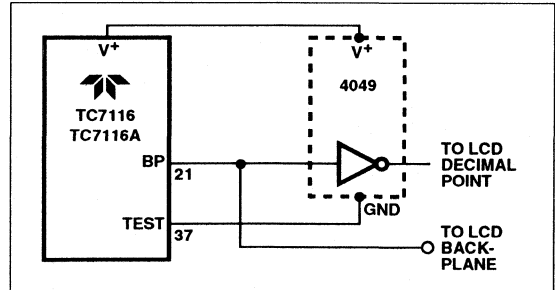 V+
V+
4049
TC7116
TC7116A
BP
21
TO LCD
DECIMAL
POINT
TEST
37
GND
TO LCD
BACK-
PLANE